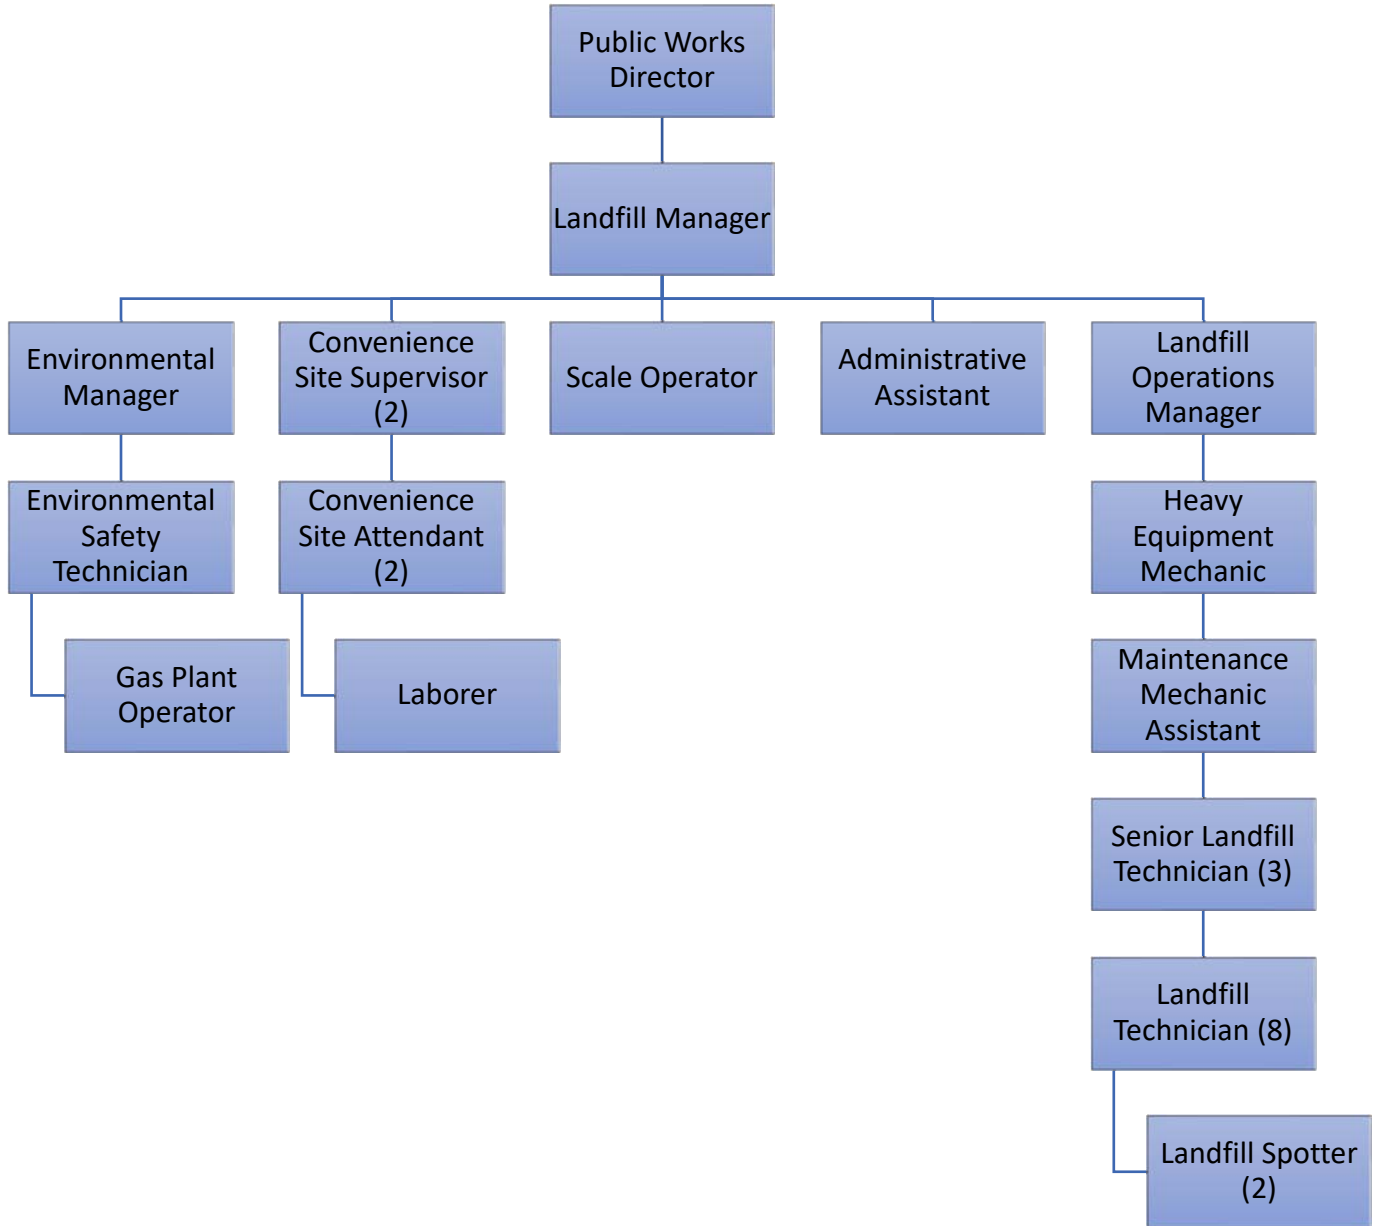 Public Works
Director
Landfill Manager
Environmental
Manager
Convenience
Site Supervisor
(2)
Scale Operator
Administrative
Assistant
Landfill
Operations
Manager
Environmental
Safety
Technician
Convenience
Site Attendant
(2)
Heavy
Equipment
Mechanic
Gas Plant
Operator
Laborer
Maintenance
Mechanic
Assistant
Senior Landfill
Technician (3)
Landfill
Technician (8)
Landfill Spotter
(2)